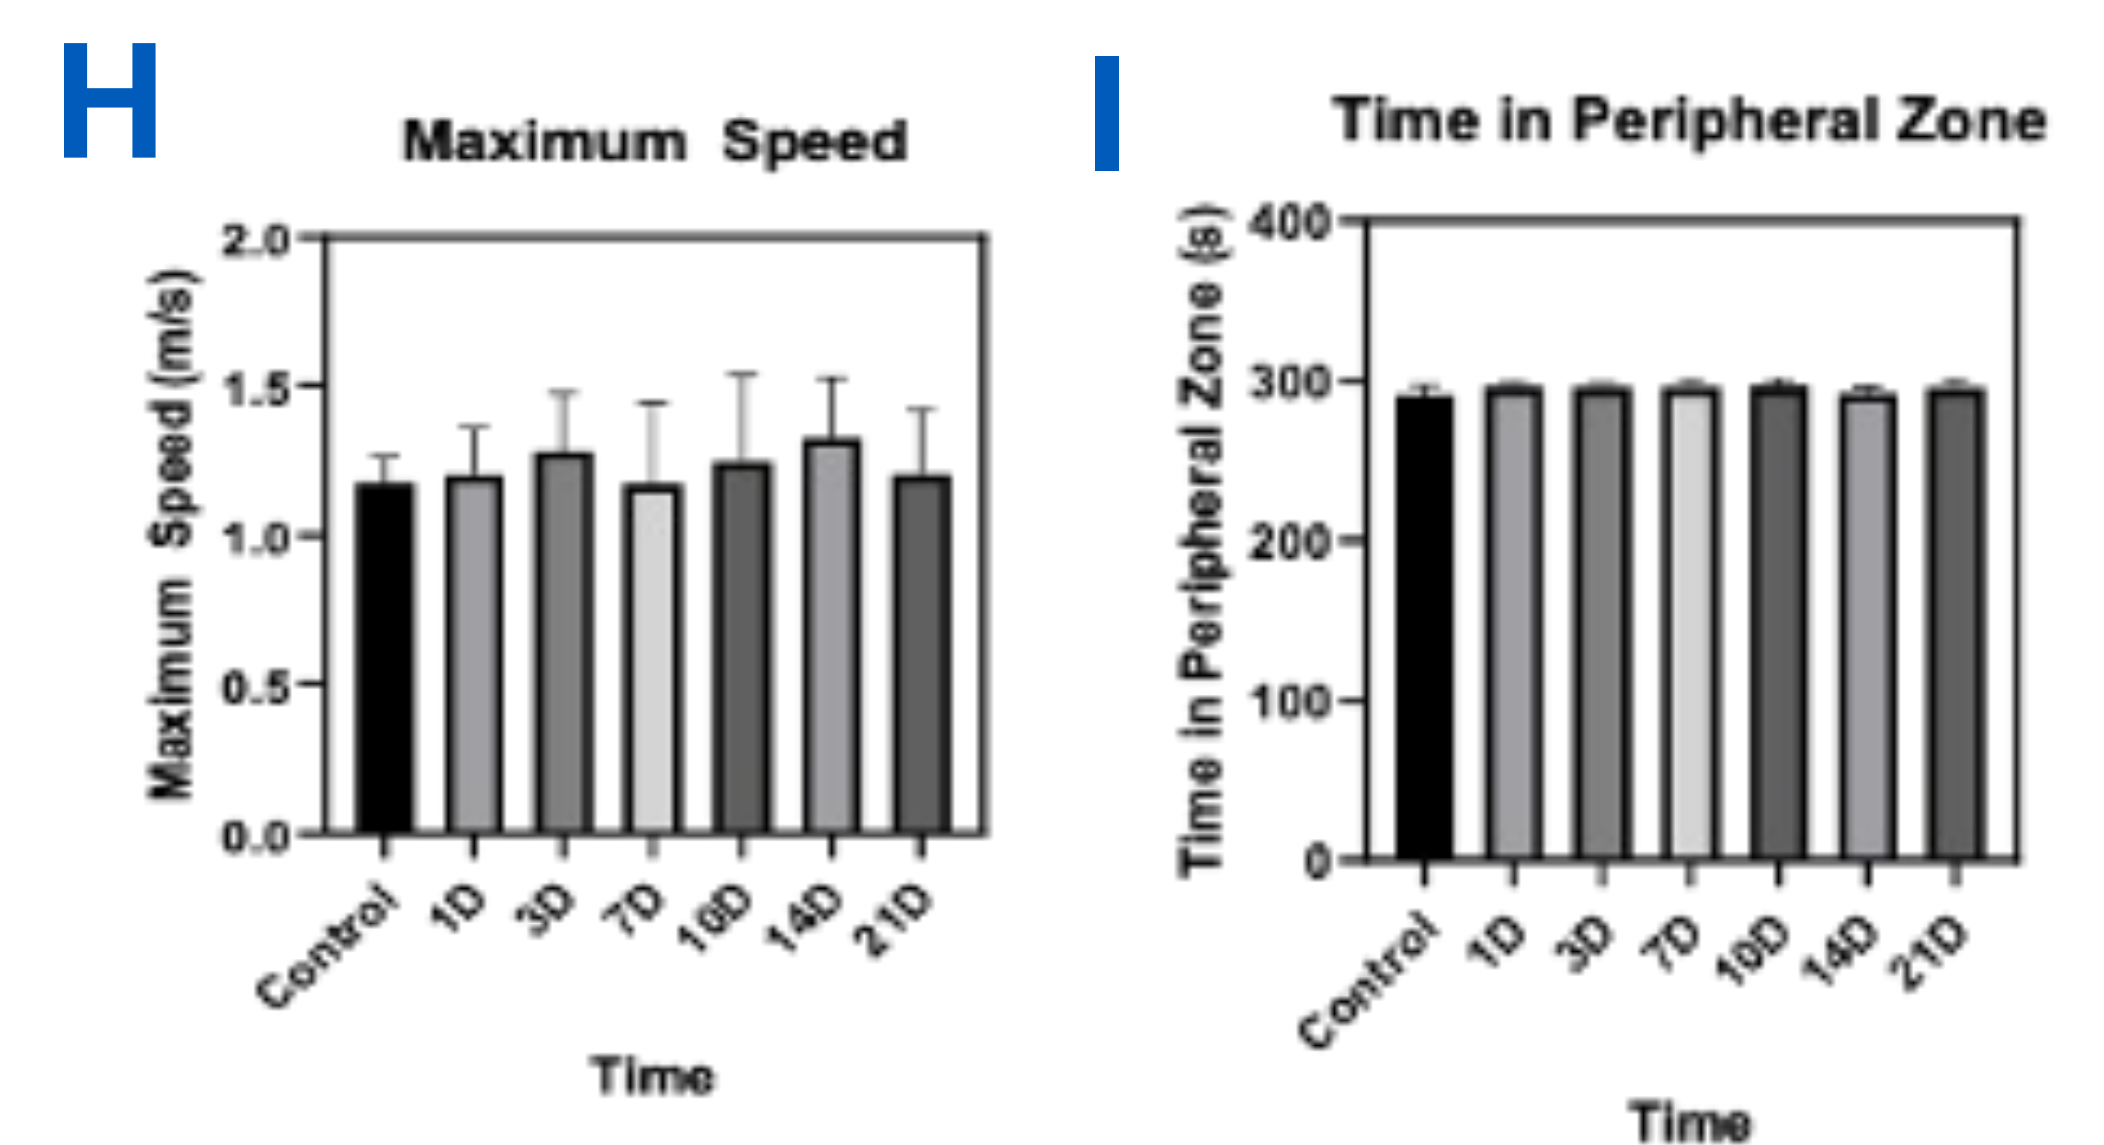 H
Maximum Speed
Maximum Speed (m/s)
2.0
1.5
1.0
0.5
0.0
Control
1D
3D
7D
10D
14D
21D
Time
I
Time in Peripheral Zone
Time in Peripheral Zone (s)
400
300
200
100
0
Control
1D
3D
7D
10D
14D
21D
Time